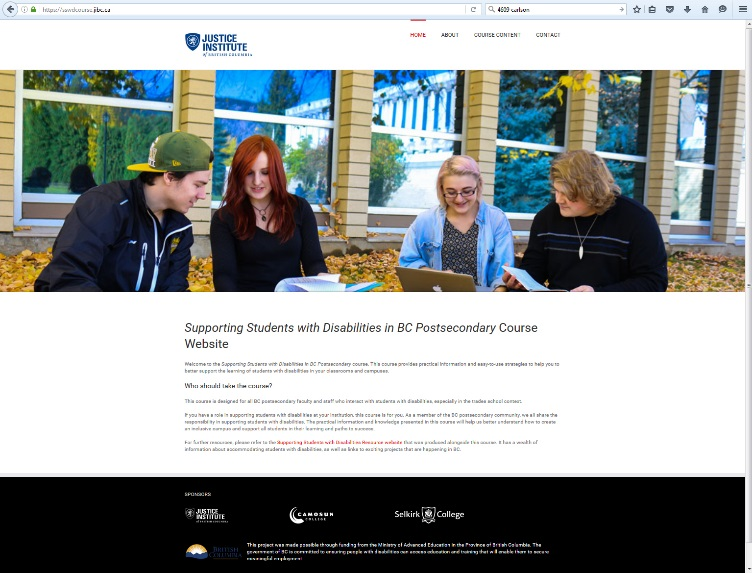 https://sswdcourse.jibc.ca
4609 carlson
JUSTICE
INSTITUTE
of BRITISH COLUMBIA
HOME
ABOUT
COURSE CONTENT
CONTACT
Supporting Students with Disabilities in BC Postsecondary Course
Website
Welcome to the Supporting Students with Disabilities in BC Postsecondary course. This course provides practical information and easy-to-use strategies to help you to
better support the learning of students with disabilities in your classrooms and campuses.
Who should take the course?
This course is designed for all BC postsecondary faculty and staff who interact with students with disabilities, especially in the trades school context.
If you have a role in supporting students with disabilities at your institution, this course is for you. As a member of the BC postsecondary community, we all share the
responsibility in supporting students with disabilities. The practical information and knowledge presented in this course will help us better understand how to create
an inclusive campus and support all students in their learning and paths to success.
For further resources, please refer to the Supporting Students with Disabilities Resource website that was produced alongside this course. It has a wealth of
information about accommodating students with disabilities, as well as links to exciting projects that are happening in BC.
SPONSORS
JUSTICE
INSTITUTE
of BRITISH COLUMBIA
CAMOSUN
COLLEGE
Selkirk College
BRITISH
COLUMBIA
This project was made possible through funding from the Ministry of Advanced Education in the Province of British Columbia. The
government of BC is committed to ensuring people with disabilities can access education and training that will enable them to secure
meaningful employment